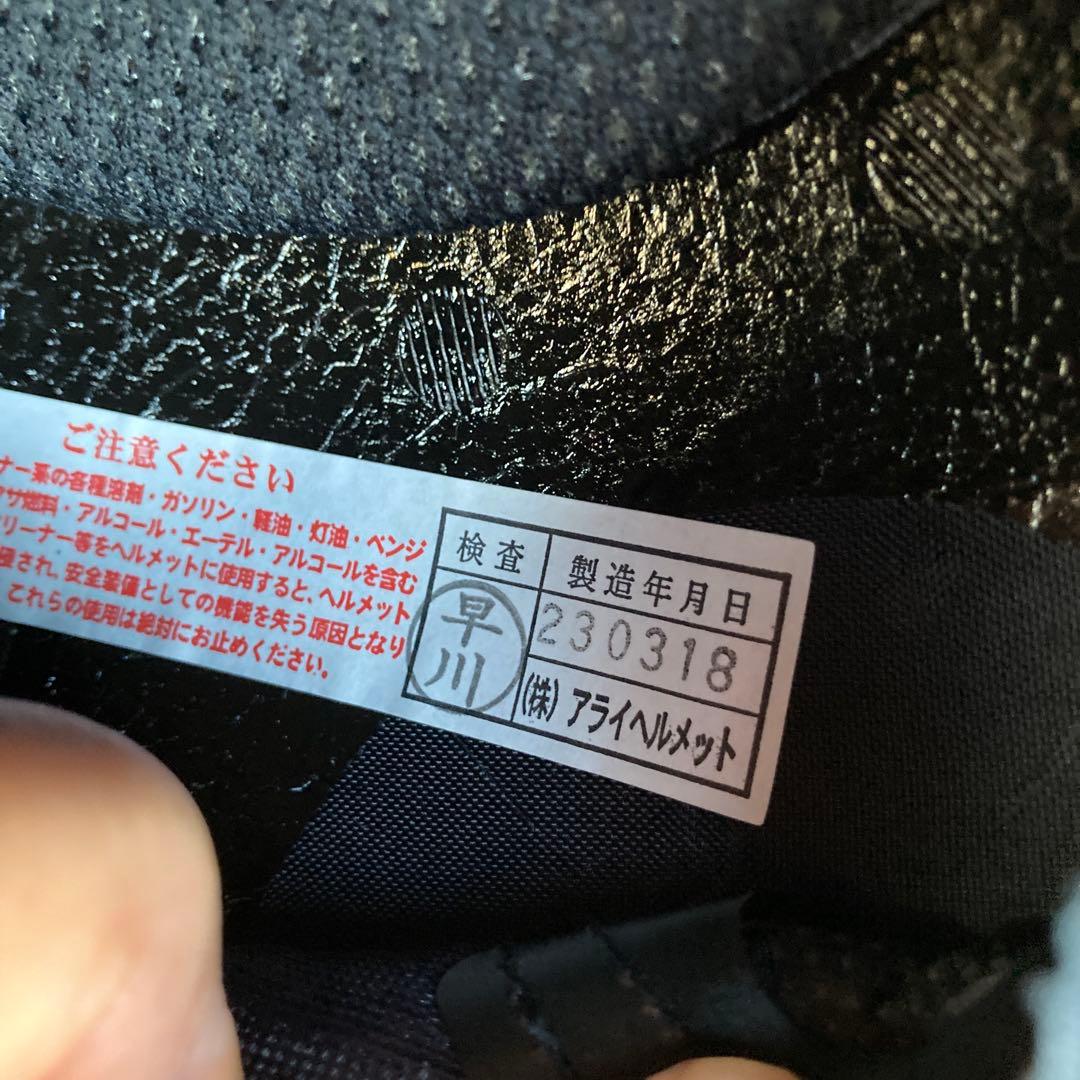 ご注意ください
ナー系の各種溶剤・ガソリン・軽油・灯油・ベンジ
燃料・アルコール・エーテル・アルコールを含む
リーナー等をヘルメットに使用すると、ヘルメット
され、安全装備としての機能を失う原因となり
これらの使用は絶対にお止めください。
検査
製造年月日
早川
230318
(株) アライヘルメット